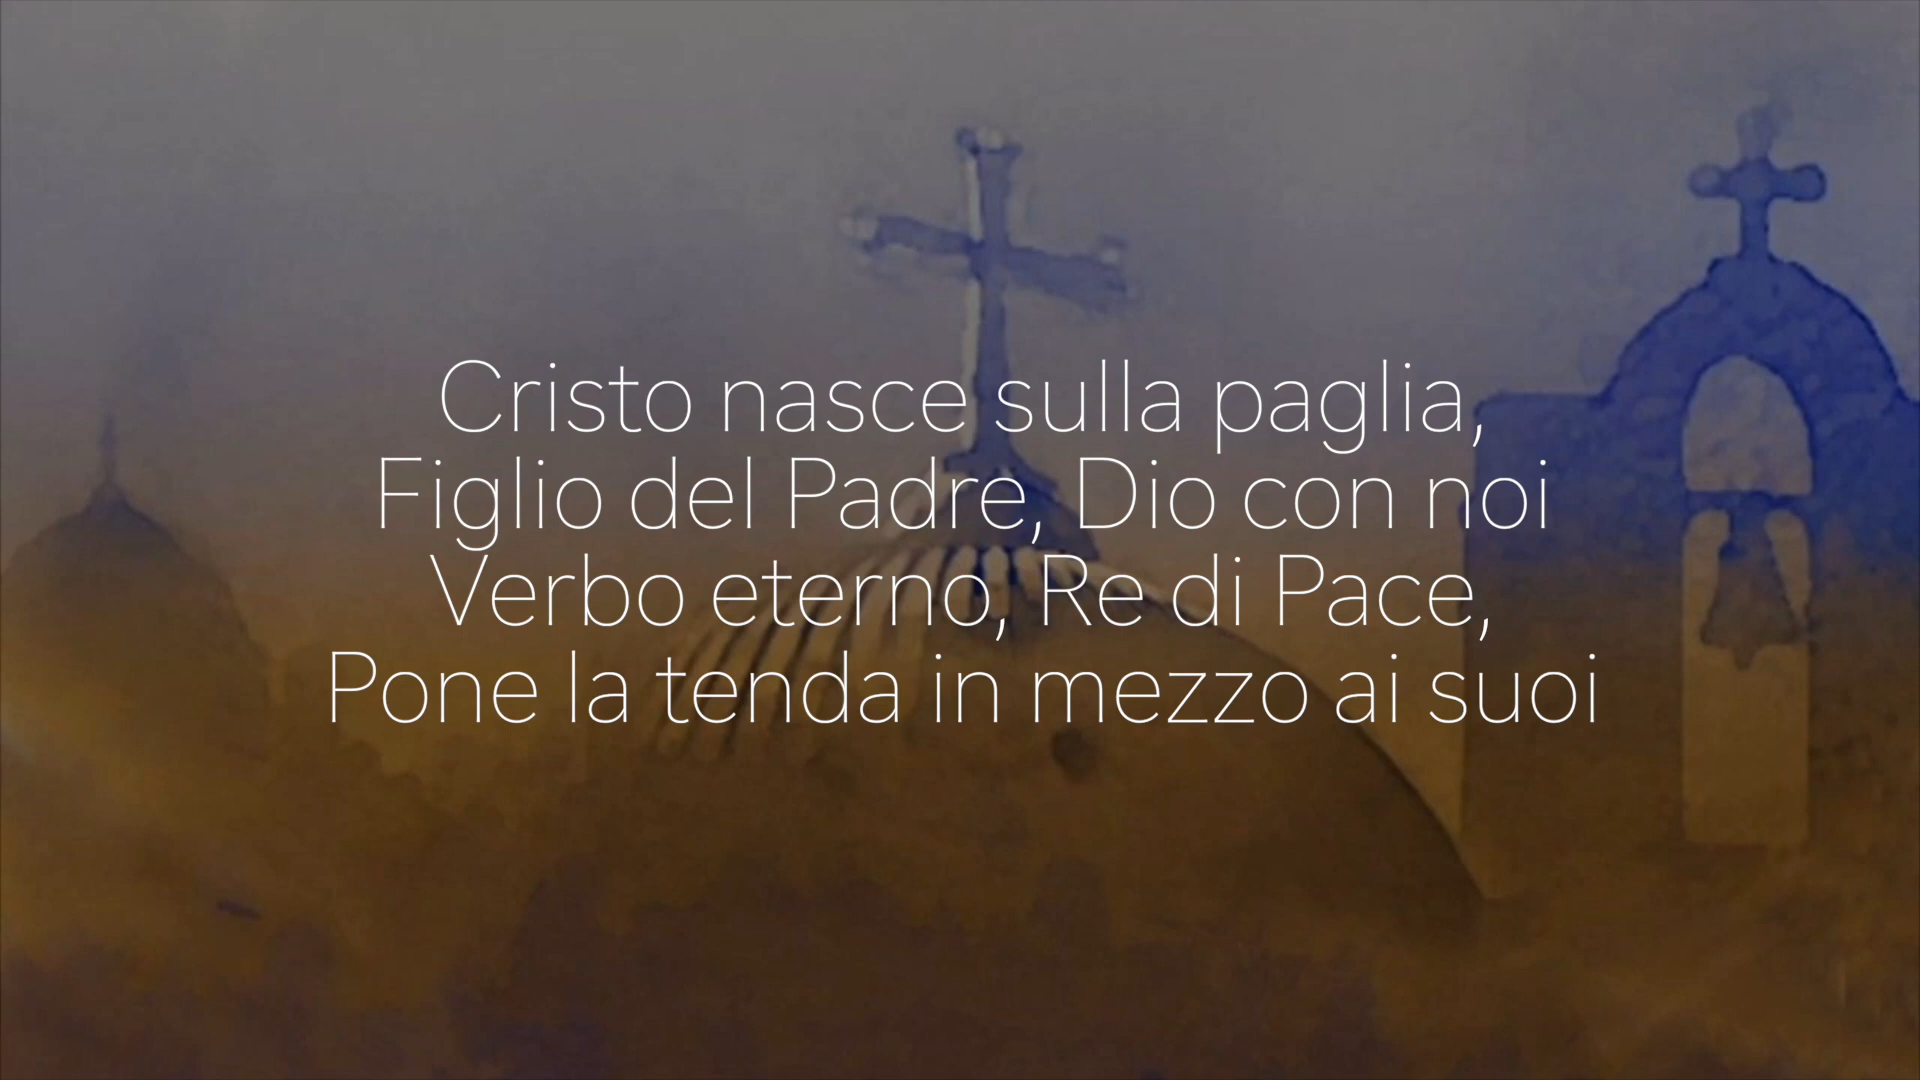 Cristo nasce sulla paglia,
Figlio del Padre, Dio con noi
Verbo eterno, Re di Pace,
Pone la tenda in mezzo ai suoi